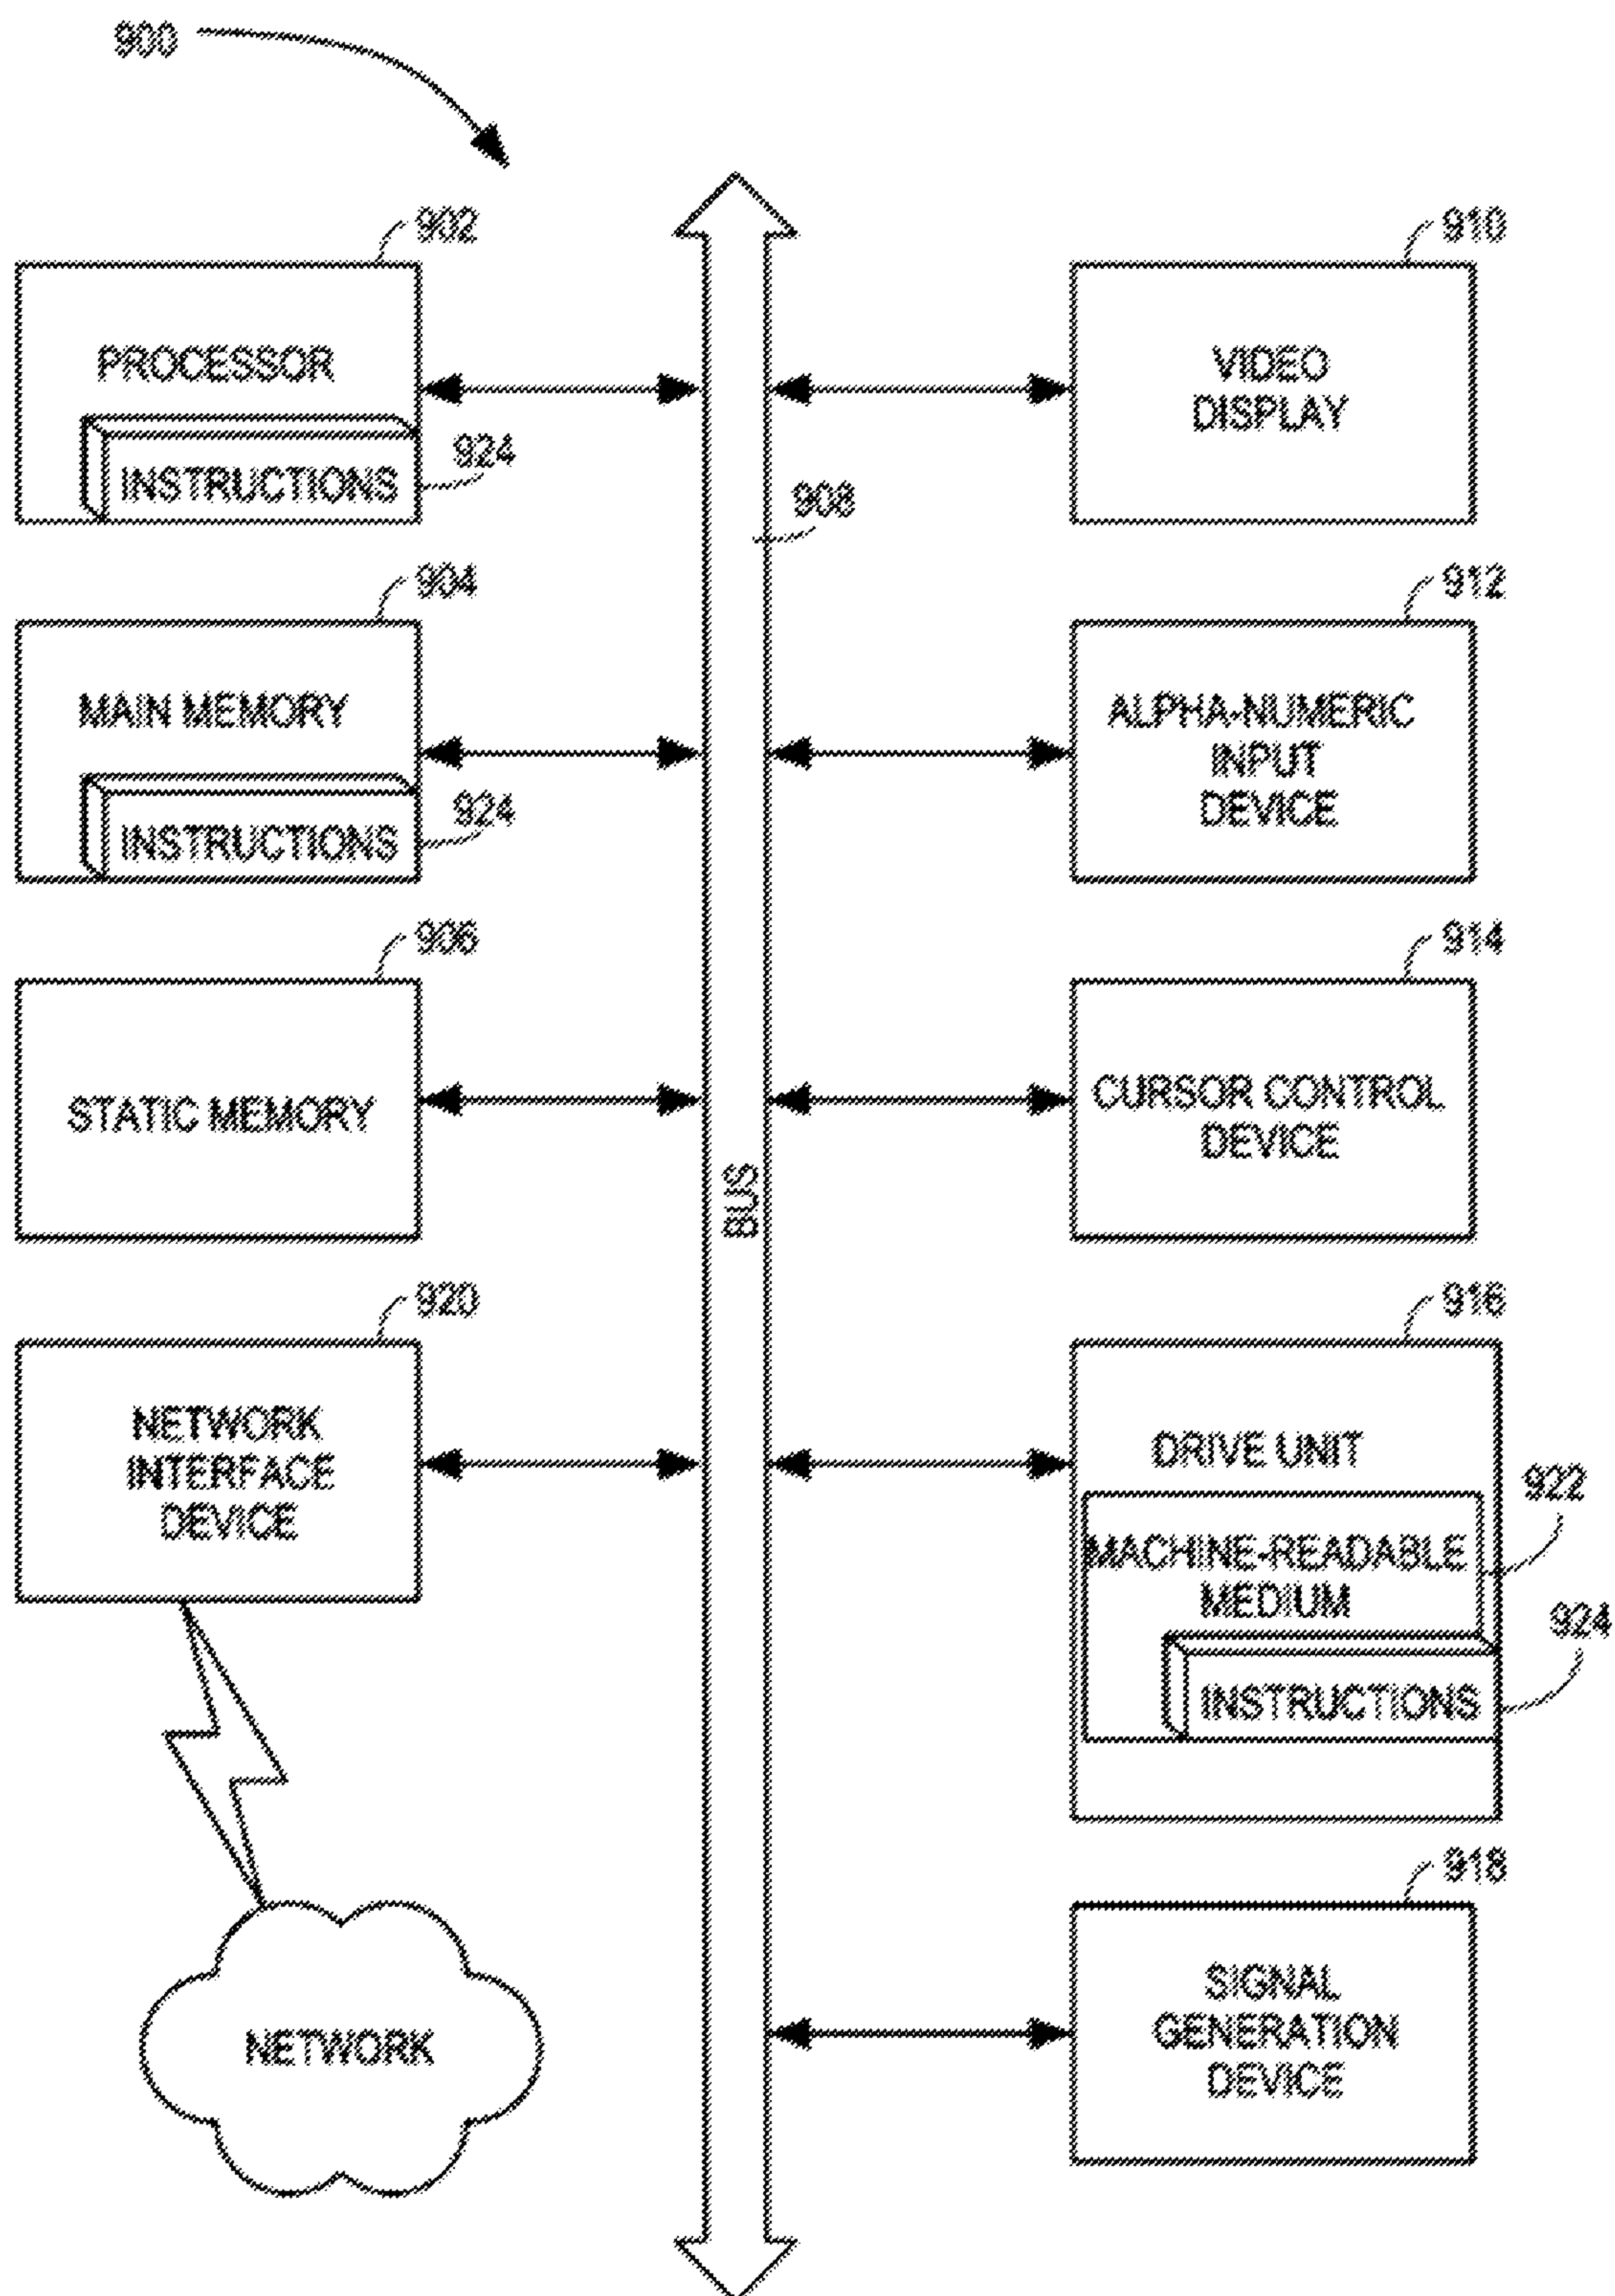 900
902
PROCESSOR
INSTRUCTIONS
924
904
MAIN MEMORY
INSTRUCTIONS
924
906
STATIC MEMORY
920
NETWORK
INTERFACE
DEVICE
NETWORK
908
BUS
910
VIDEO
DISPLAY
912
ALPHA-NUMERIC
INPUT
DEVICE
914
CURSOR CONTROL
DEVICE
916
DRIVE UNIT
922
MACHINE-READABLE
MEDIUM
924
INSTRUCTIONS
918
SIGNAL
GENERATION
DEVICE